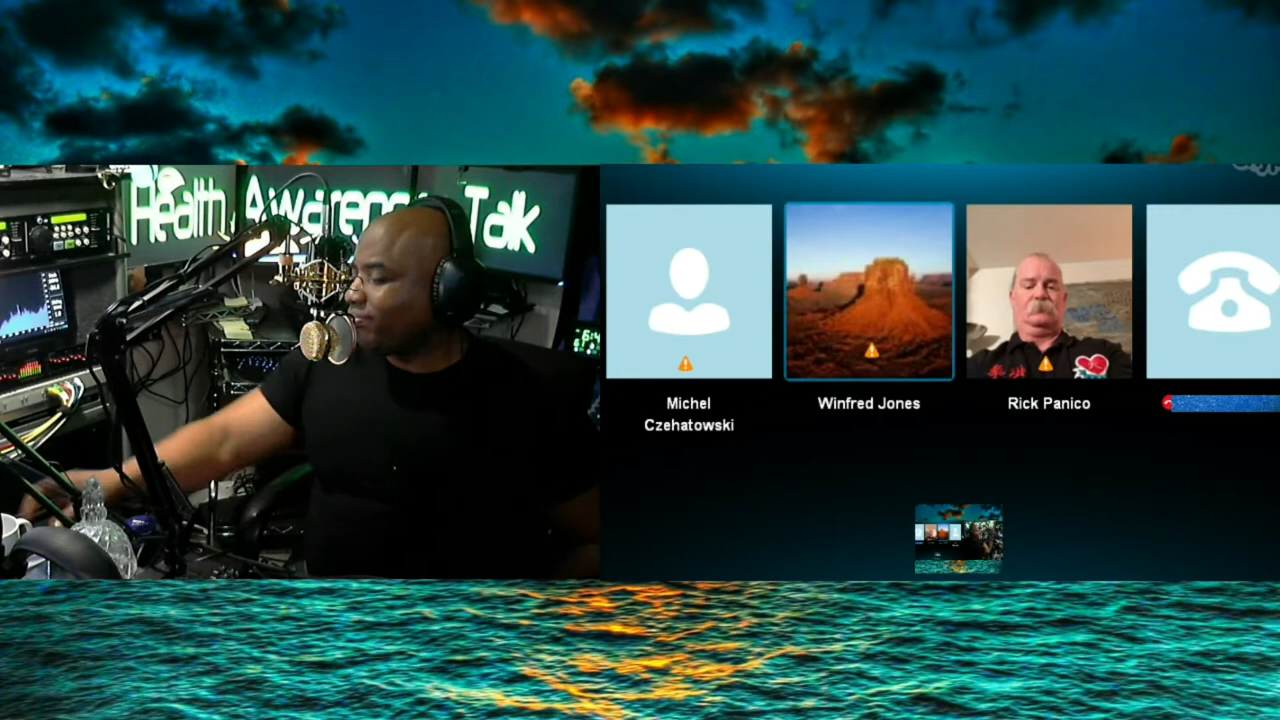 Health Awareness Talk
Michel
Czehatowski
Winfred Jones
Rick Panico